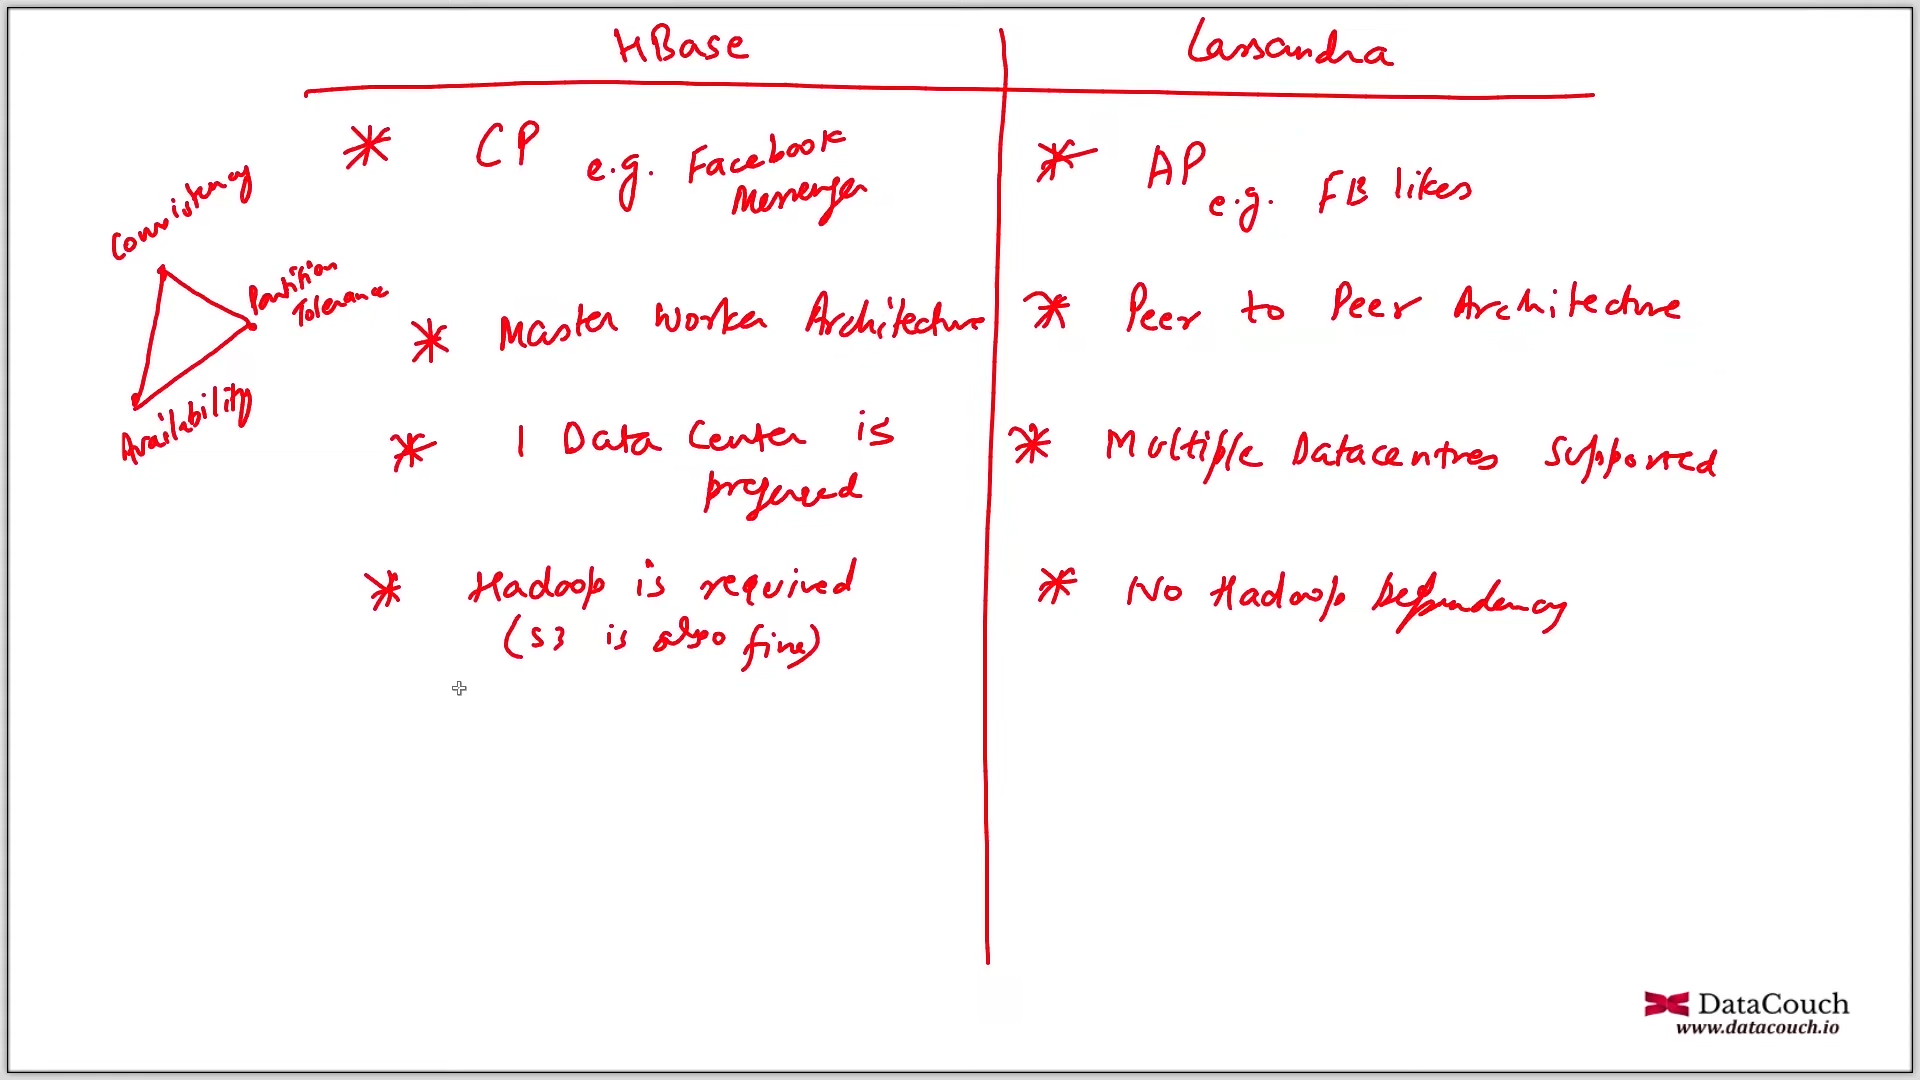 HBase
Cassandra
* CP e.g. Facebook
Messenger
* AP e.g. FB likes
Consistency
Partition
Tolerance
Availability
* Master Worker Architecture
* Peer to Peer Architecture
* 1 Data Center is
preferred
* Multiple Datacentres Supported
* Hadoop is required
(S3 is also fine)
* No Hadoop Dependency
DataCouch
www.datacouch.io